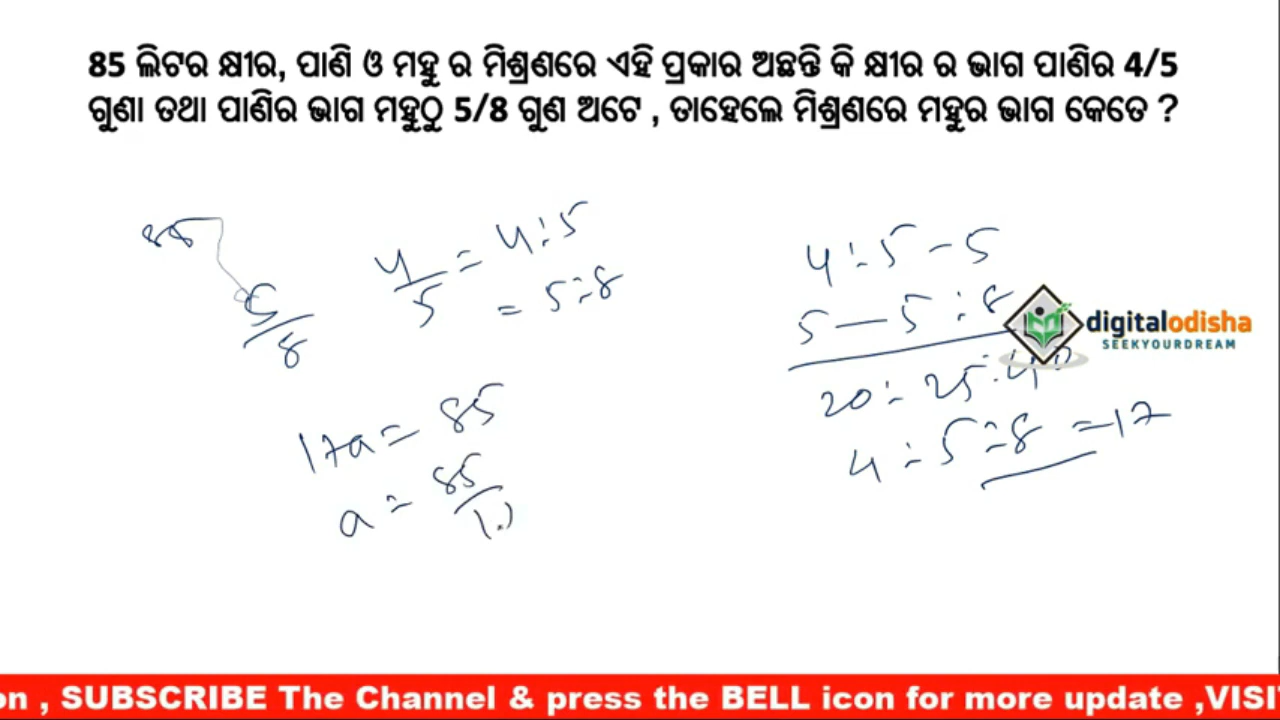 85 ଲିଟର କ୍ଷୀର, ପାଣି ଓ ମହୁ ର ମିଶ୍ରଣରେ ଏହି ପ୍ରକାର ଅଛନ୍ତି କି କ୍ଷୀର ର ଭାଗ ପାଣିର 4/5
ଗୁଣା ତଥା ପାଣିର ଭାଗ ମହୁଠୁ 5/8 ଗୁଣ ଅଟେ , ତାହେଲେ ମିଶ୍ରଣରେ ମହୁର ଭାଗ କେତେ ?
85
5/8
4/5 = 4:5
= 5:8
17a = 85
a = 85/17
4:5 – 5
5 — 5:8
20:25:40
4:5:8 = 17
digitalodisha
SEEKYOURDREAM
on , SUBSCRIBE The Channel & press the BELL icon for more update ,VISI